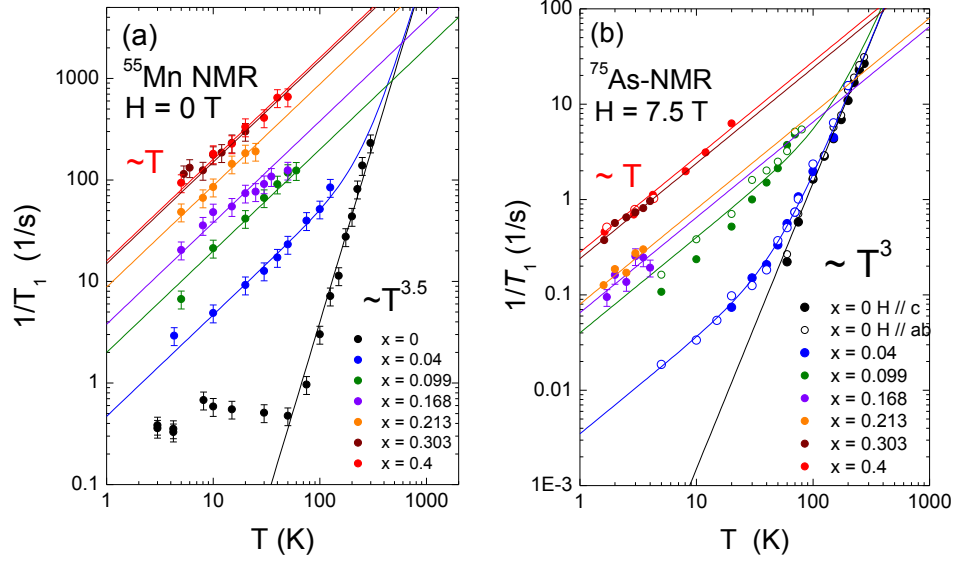 (a)
55Mn NMR
H = 0 T
~T
~T3.5
x = 0
x = 0.04
x = 0.099
x = 0.168
x = 0.213
x = 0.303
x = 0.4
1000
100
10
1
0.1
1 10 100 1000
1/T1 (1/s)
T (K)
(b)
75As-NMR
H = 7.5 T
~ T
~ T3
x = 0 H // c
x = 0 H // ab
x = 0.04
x = 0.099
x = 0.168
x = 0.213
x = 0.303
x = 0.4
100
10
1
0.1
0.01
1E-3
1 10 100 1000
1/T1 (1/s)
T (K)